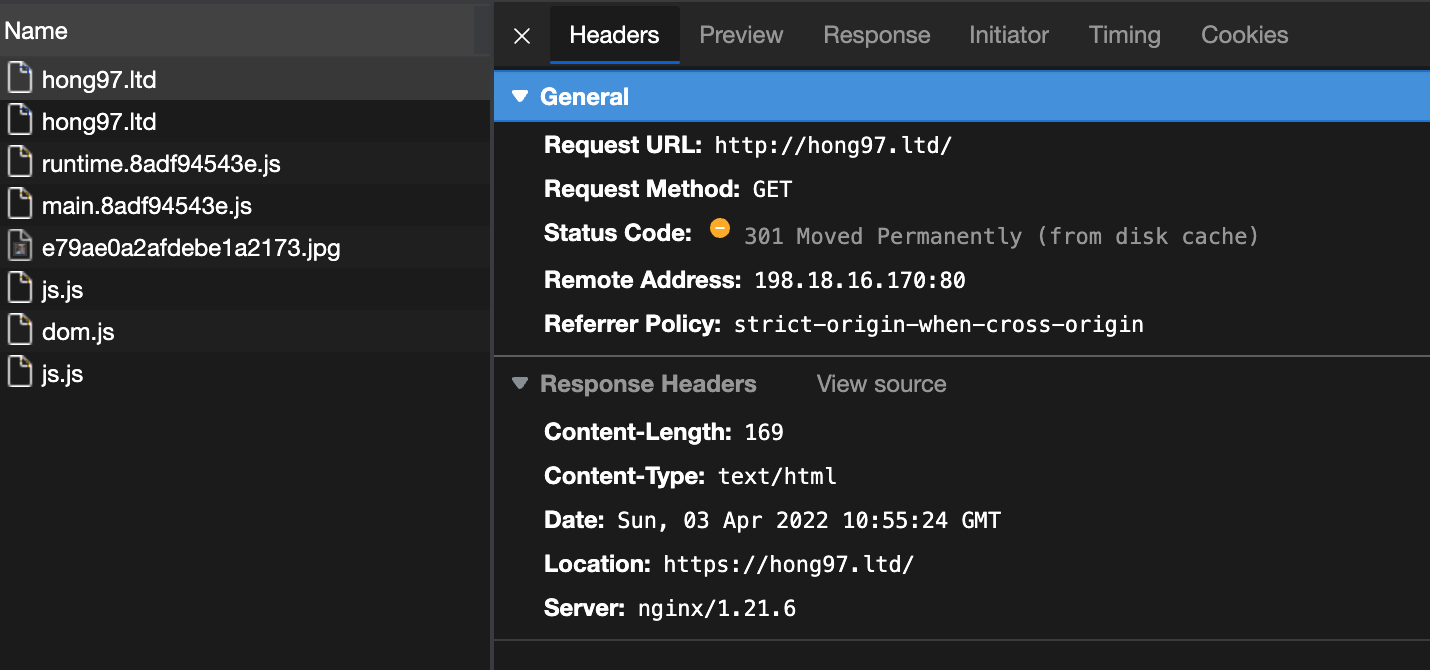 Name
hong97.ltd
hong97.ltd
runtime.8adf94543e.js
main.8adf94543e.js
e79ae0a2afdebe1a2173.jpg
js.js
dom.js
js.js
Headers Preview Response Initiator Timing Cookies
General
Request URL: http://hong97.ltd/
Request Method: GET
Status Code: 301 Moved Permanently (from disk cache)
Remote Address: 198.18.16.170:80
Referrer Policy: strict-origin-when-cross-origin
Response Headers View source
Content-Length: 169
Content-Type: text/html
Date: Sun, 03 Apr 2022 10:55:24 GMT
Location: https://hong97.ltd/
Server: nginx/1.21.6